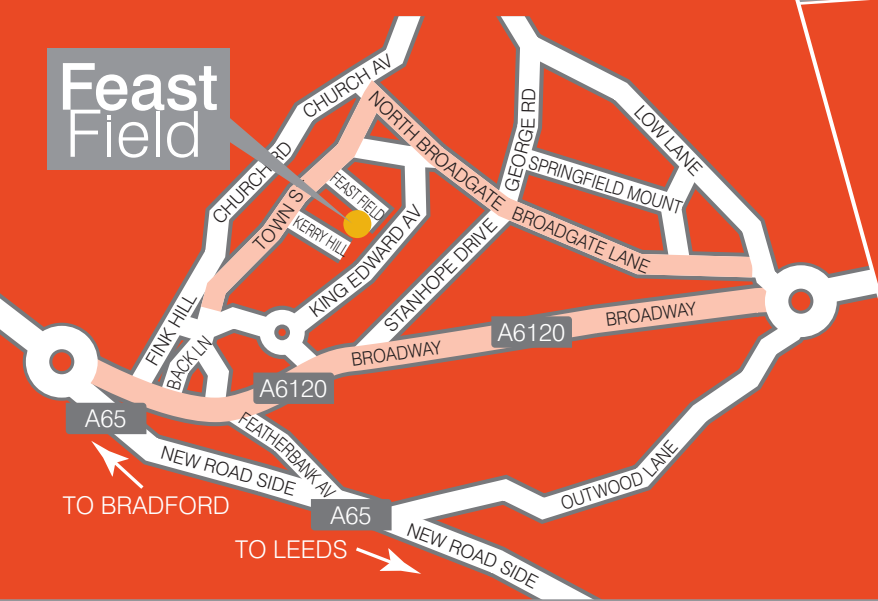 Feast
Field
CHURCH AV
CHURCH RD
NORTH BROADGATE
GEORGE RD
LOW LANE
SPRINGFIELD MOUNT
FEAST FIELD
TOWN S
KERRY HILL
KING EDWARD AV
STANHOPE DRIVE
BROADGATE LANE
FINK HILL
BACK LN
BROADWAY
A6120
BROADWAY
A6120
A65
FEATHERBANK AV
NEW ROAD SIDE
TO BRADFORD
OUTWOOD LANE
A65
TO LEEDS
NEW ROAD SIDE